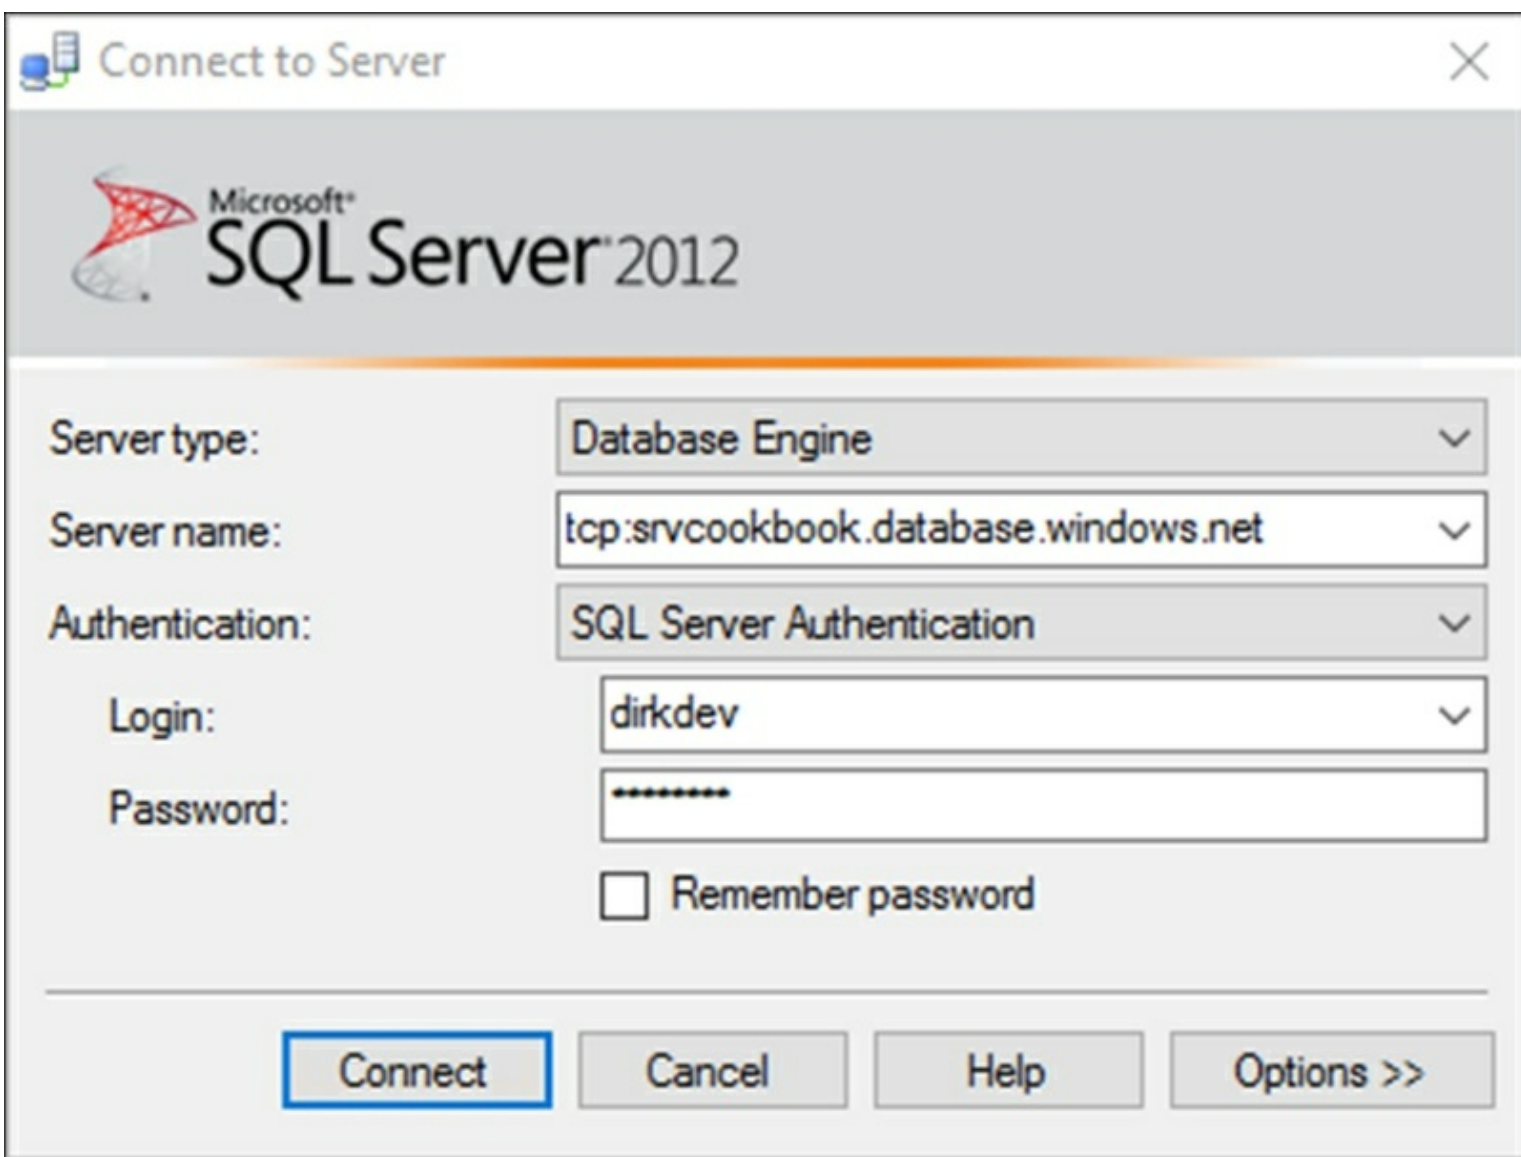 Connect to Server
Microsoft®
SQL Server® 2012
Server type: Database Engine
Server name: tcp:srvcookbook.database.windows.net
Authentication: SQL Server Authentication
Login: dirkdev
Password: ********
Remember password
Connect Cancel Help Options >>